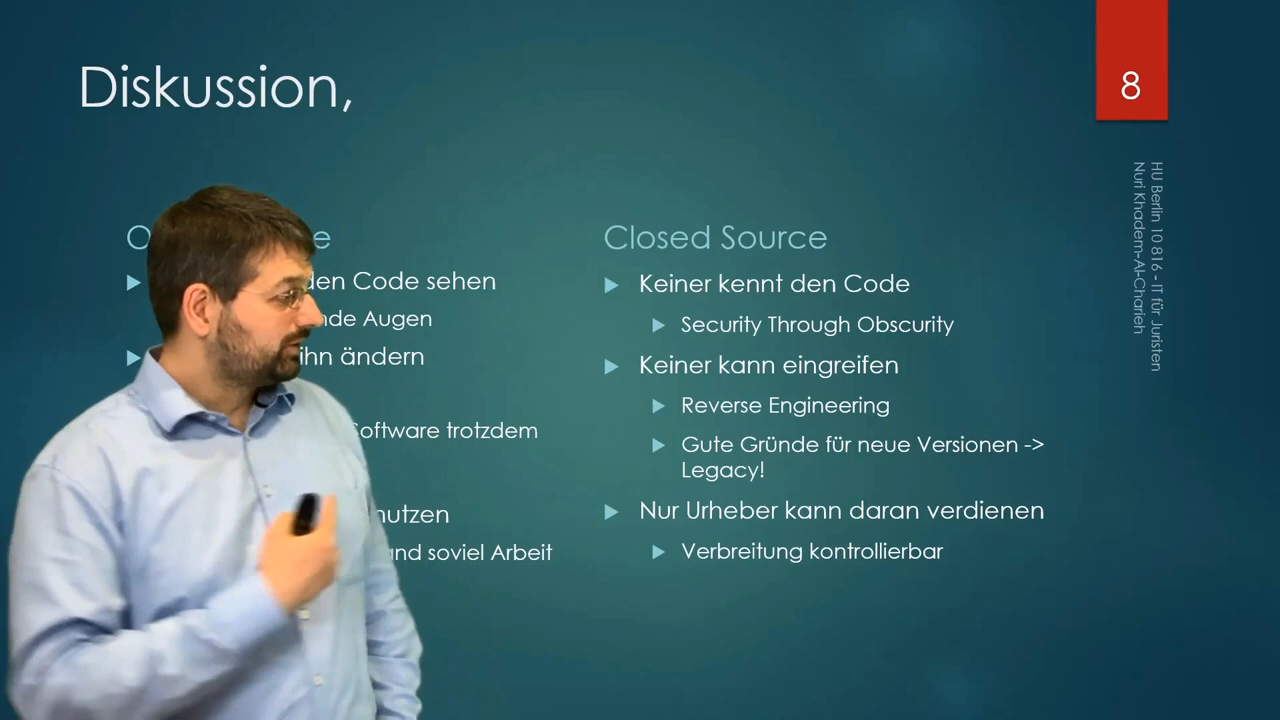 Diskussion,
8
HU Berlin 10 816 - IT für Juristen
Nuri Khadem-Al-Charieh
den Code sehen
Augen
ihn ändern
Software trotzdem
nutzen
und soviel Arbeit
Closed Source
Keiner kennt den Code
Security Through Obscurity
Keiner kann eingreifen
Reverse Engineering
Gute Gründe für neue Versionen ->
Legacy!
Nur Urheber kann daran verdienen
Verbreitung kontrollierbar